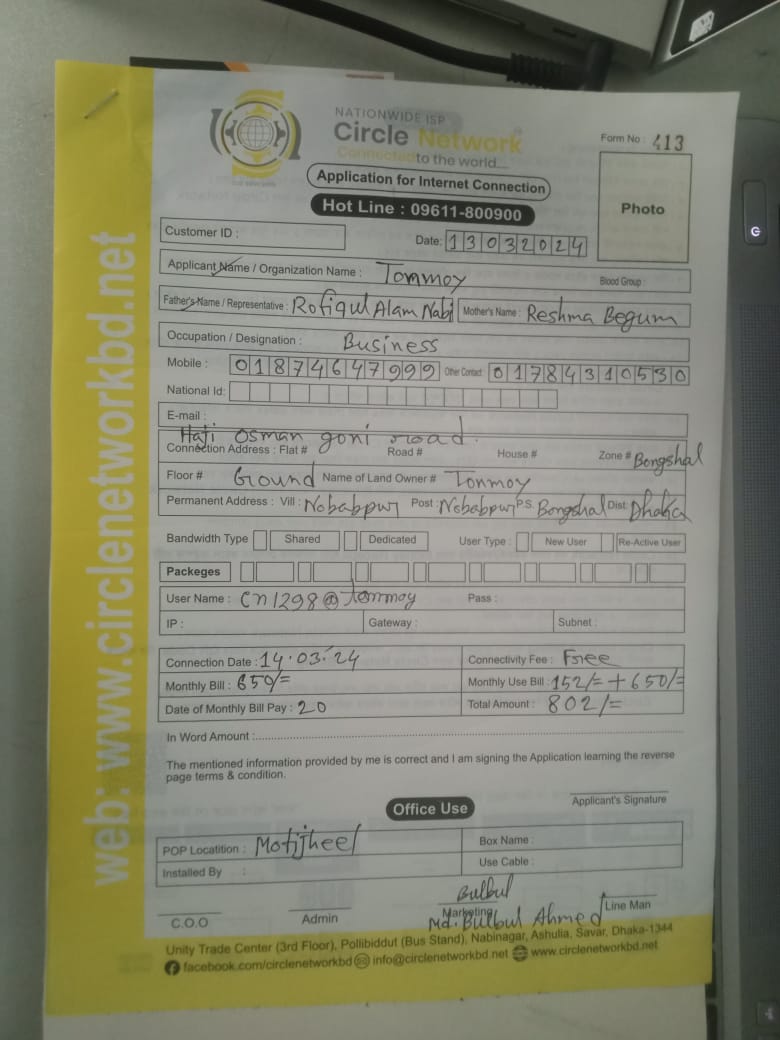 NATIONWIDE ISP
Circle Network
Connected to the world....
Form No : 413
Application for Internet Connection
Hot Line : 09611-800900
Photo
Customer ID :
Date: 13032024
Applicant Name / Organization Name : Tommoy
Blood Group :
Father's Name / Representative : Rofiqul Alam Nabi Mother's Name : Reshma Begum
Occupation / Designation : Business
Mobile : 01874647999 Other Contact: 01784310530
National Id:
E-mail :
Haji Osman goni road.
Connection Address : Flat # Road # House # Zone # Bongshal
Floor # Ground Name of Land Owner # Tonmoy
Permanent Address : Vill : Nobabpur Post : Nobabpur P.S. Bongshal Dist: Dhaka
Bandwidth Type Shared Dedicated User Type : New User Re-Active User
Packeges
User Name : cn1298@tommoy Pass :
IP : Gateway : Subnet :
Connection Date : 14.03.24 Connectivity Fee : Free
Monthly Bill : 650/= Monthly Use Bill : 152/= + 650/=
Date of Monthly Bill Pay : 20 Total Amount : 802/=
In Word Amount :
The mentioned information provided by me is correct and I am signing the Application learning the reverse
page terms & condition.
Applicant's Signature
Office Use
POP Locatition : Motijheel Box Name :
Installed By : Use Cable :
Bulbul
C.O.O Admin Marketing Line Man
Md. Bulbul Ahmed
Unity Trade Center (3rd Floor), Pollibiddut (Bus Stand), Nabinagar, Ashulia, Savar, Dhaka-1344
facebook.com/circlenetworkbd info@circlenetworkbd.net www.circlenetworkbd.net
web: www.circlenetworkbd.net